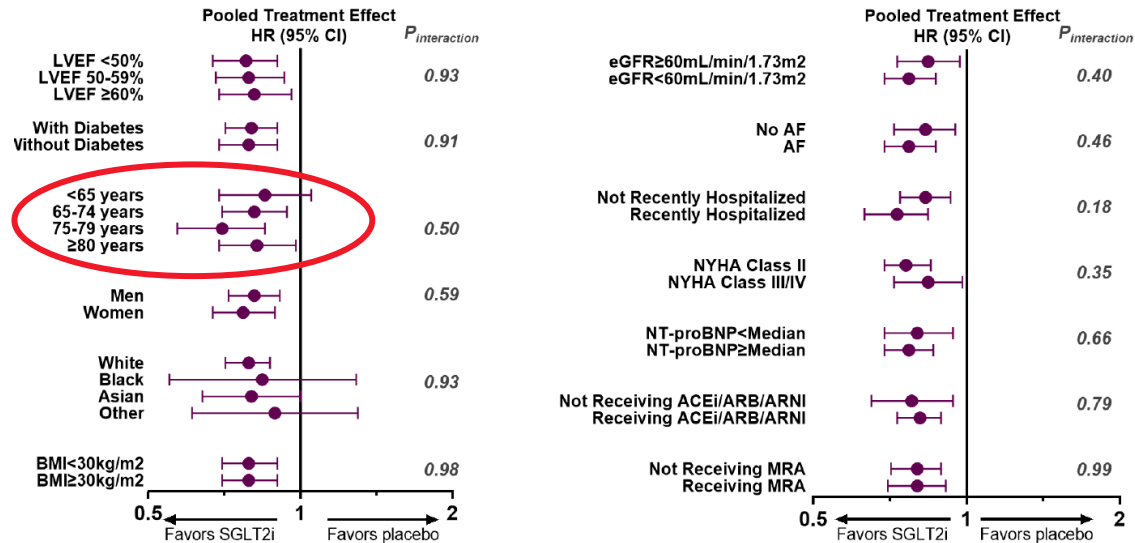 Pooled Treatment Effect
HR (95% CI)
Pinteraction
LVEF <50%
LVEF 50-59%
LVEF ≥60%
0.93
With Diabetes
Without Diabetes
0.91
<65 years
65-74 years
75-79 years
≥80 years
0.50
Men
Women
0.59
White
Black
Asian
Other
0.93
BMI<30kg/m2
BMI≥30kg/m2
0.98
0.5
1
2
Favors SGLT2i
Favors placebo
Pooled Treatment Effect
HR (95% CI)
Pinteraction
eGFR≥60mL/min/1.73m2
eGFR<60mL/min/1.73m2
0.40
No AF
AF
0.46
Not Recently Hospitalized
Recently Hospitalized
0.18
NYHA Class II
NYHA Class III/IV
0.35
NT-proBNP<Median
NT-proBNP≥Median
0.66
Not Receiving ACEi/ARB/ARNI
Receiving ACEi/ARB/ARNI
0.79
Not Receiving MRA
Receiving MRA
0.99
0.5
1
2
Favors SGLT2i
Favors placebo